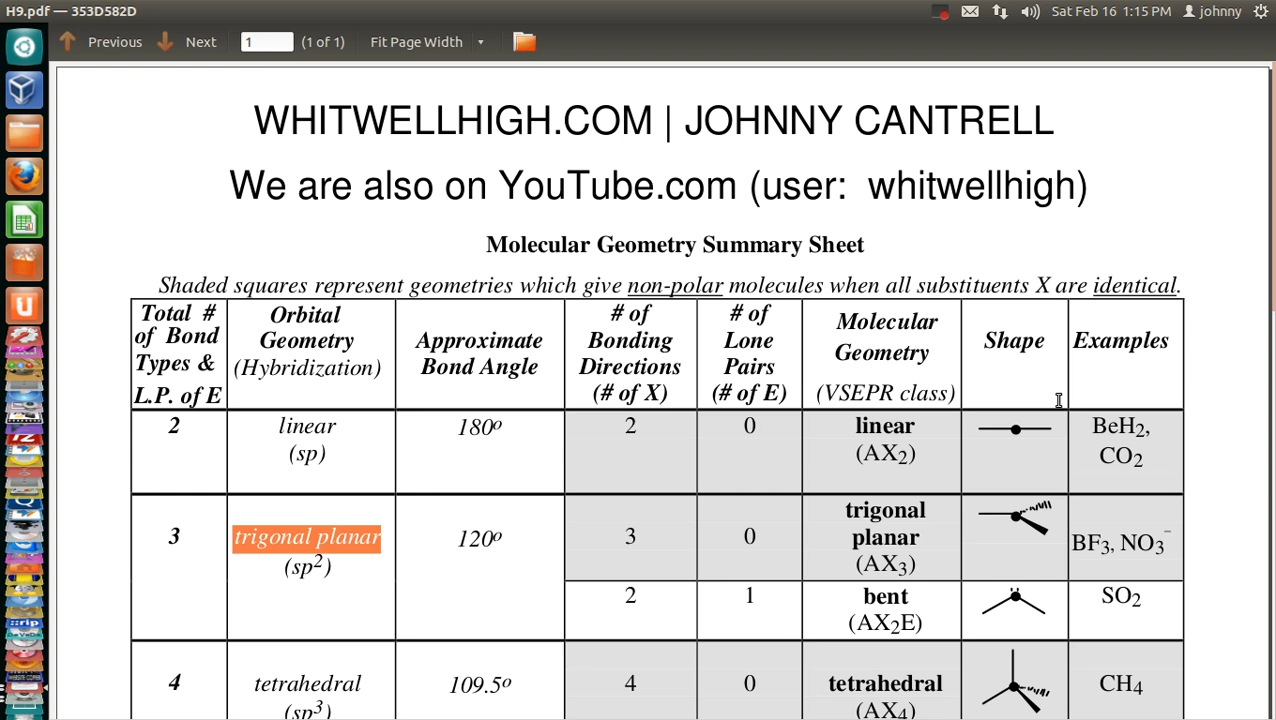 H9.pdf — 353D582D
Sat Feb 16 1:15 PM johnny
Previous Next 1 (1 of 1) Fit Page Width
WHITWELLHIGH.COM | JOHNNY CANTRELL
We are also on YouTube.com (user: whitwellhigh)
Molecular Geometry Summary Sheet
Shaded squares represent geometries which give non-polar molecules when all substituents X are identical.
Total #
of Bond
Types &
L.P. of E
Orbital
Geometry
(Hybridization)
Approximate
Bond Angle
# of
Bonding
Directions
(# of X)
# of
Lone
Pairs
(# of E)
Molecular
Geometry
(VSEPR class)
Shape
Examples
2
linear
(sp)
180º
2
0
linear
(AX2)
BeH2,
CO2
3
trigonal planar
(sp2)
120º
3
0
trigonal
planar
(AX3)
BF3, NO3⁻
2
1
bent
(AX2E)
SO2
4
tetrahedral
(sp3)
109.5º
4
0
tetrahedral
(AX4)
CH4